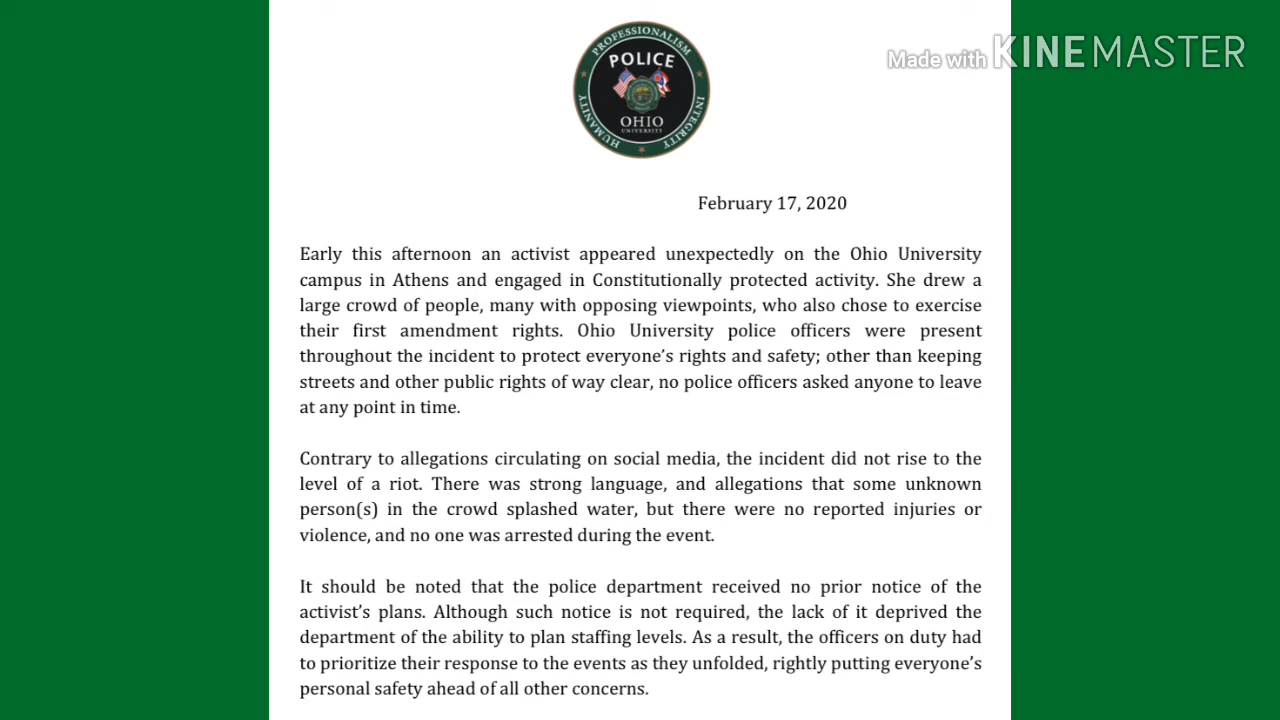 Made with KINEMASTER
PROFESSIONALISM
POLICE
HUMANITY
INTEGRITY
OHIO
UNIVERSITY
February 17, 2020
Early this afternoon an activist appeared unexpectedly on the Ohio University
campus in Athens and engaged in Constitutionally protected activity. She drew a
large crowd of people, many with opposing viewpoints, who also chose to exercise
their first amendment rights. Ohio University police officers were present
throughout the incident to protect everyone’s rights and safety; other than keeping
streets and other public rights of way clear, no police officers asked anyone to leave
at any point in time.
Contrary to allegations circulating on social media, the incident did not rise to the
level of a riot. There was strong language, and allegations that some unknown
person(s) in the crowd splashed water, but there were no reported injuries or
violence, and no one was arrested during the event.
It should be noted that the police department received no prior notice of the
activist’s plans. Although such notice is not required, the lack of it deprived the
department of the ability to plan staffing levels. As a result, the officers on duty had
to prioritize their response to the events as they unfolded, rightly putting everyone’s
personal safety ahead of all other concerns.